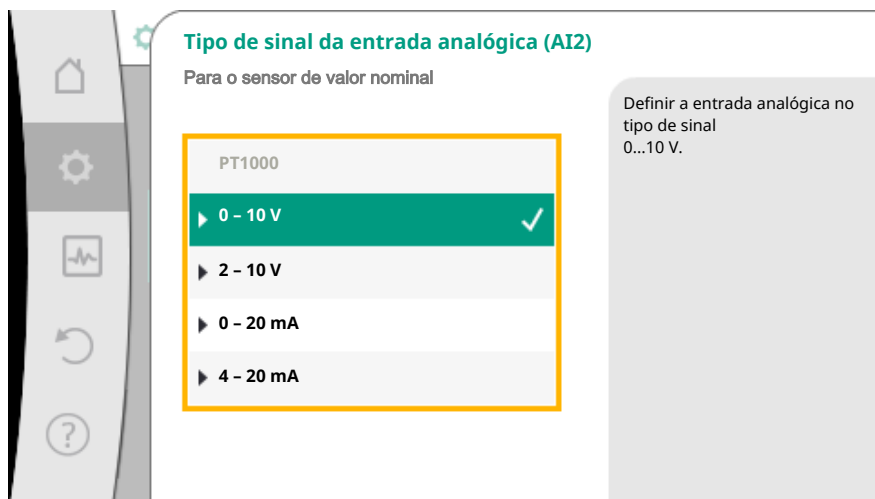 Tipo de sinal da entrada analógica (AI2)
Para o sensor de valor nominal
PT1000
0 – 10 V
2 – 10 V
0 – 20 mA
4 – 20 mA
Definir a entrada analógica no
tipo de sinal
0...10 V.
?